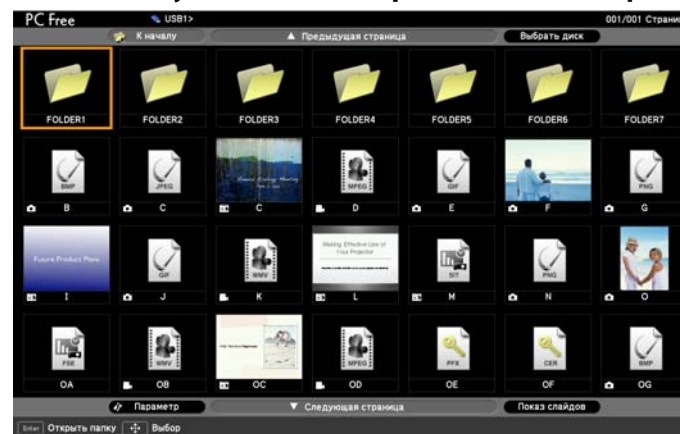 PC Free USB1> 001/001 Страни
К началу ▲ Предыдущая страница Выбрать диск
FOLDER1 FOLDER2 FOLDER3 FOLDER4 FOLDER5 FOLDER6 FOLDER7
BMP JPEG MPEG GIF PNG
B C C D E F G
Future Product Plans GIF WMV Making Effective Use of Your Projector SIT PNG
I J K L M N O
FSE WMV MPEG PFX CER BMP
OA OB OC OD OE OF OG
Параметр ▼ Следующая страница Показ слайдов
Enter Открыть папку Выбор